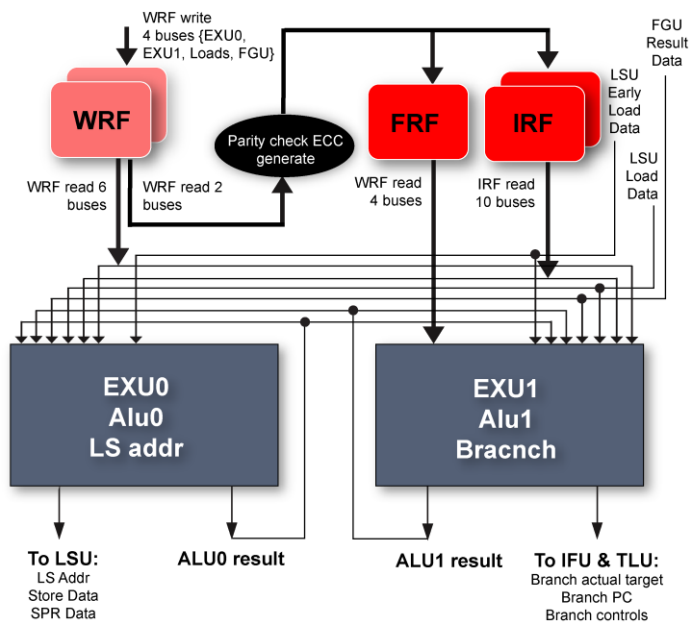 WRF write
4 buses {EXU0,
EXU1, Loads, FGU}
FGU
Result
Data
LSU
Early
Load
Data
LSU
Load
Data
WRF
Parity check ECC
generate
FRF
IRF
WRF read 6
buses
WRF read 2
buses
WRF read
4 buses
IRF read
10 buses
EXU0
Alu0
LS addr
EXU1
Alu1
Bracnch
To LSU:
LS Addr
Store Data
SPR Data
ALU0 result
ALU1 result
To IFU & TLU:
Branch actual target
Branch PC
Branch controls